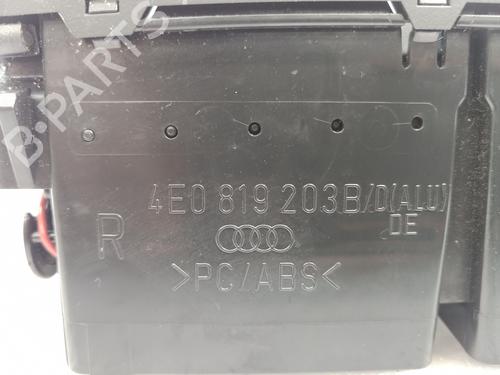 B-PARTS
4E0 819 203B/D(ALU)
DE
R
>PC/ABS<